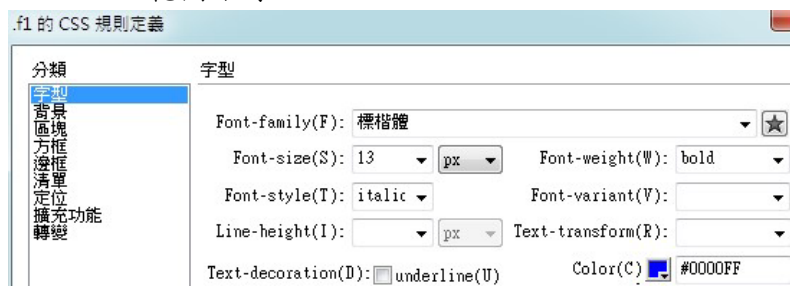 .f1 的 CSS 規則定義
分類
字型
字型
背景
區塊
方框
邊框
清單
定位
擴充功能
轉變
Font-family(F): 標楷體
Font-size(S): 13 px Font-weight(W): bold
Font-style(T): italic Font-variant(V):
Line-height(I): px Text-transform(R):
Text-decoration(D): underline(U) Color(C) #0000FF